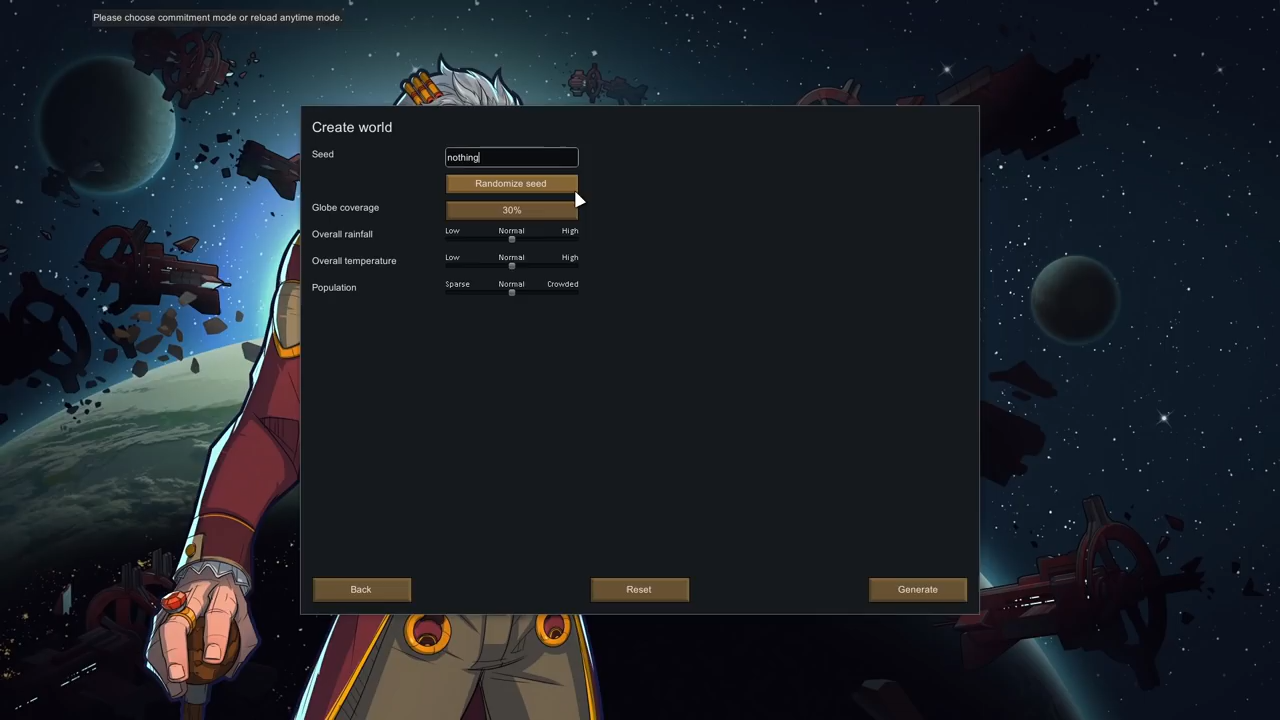 Please choose commitment mode or reload anytime mode.
Create world
Seed nothing
Randomize seed
Globe coverage 30%
Overall rainfall Low Normal High
Overall temperature Low Normal High
Population Sparse Normal Crowded
Back Reset Generate